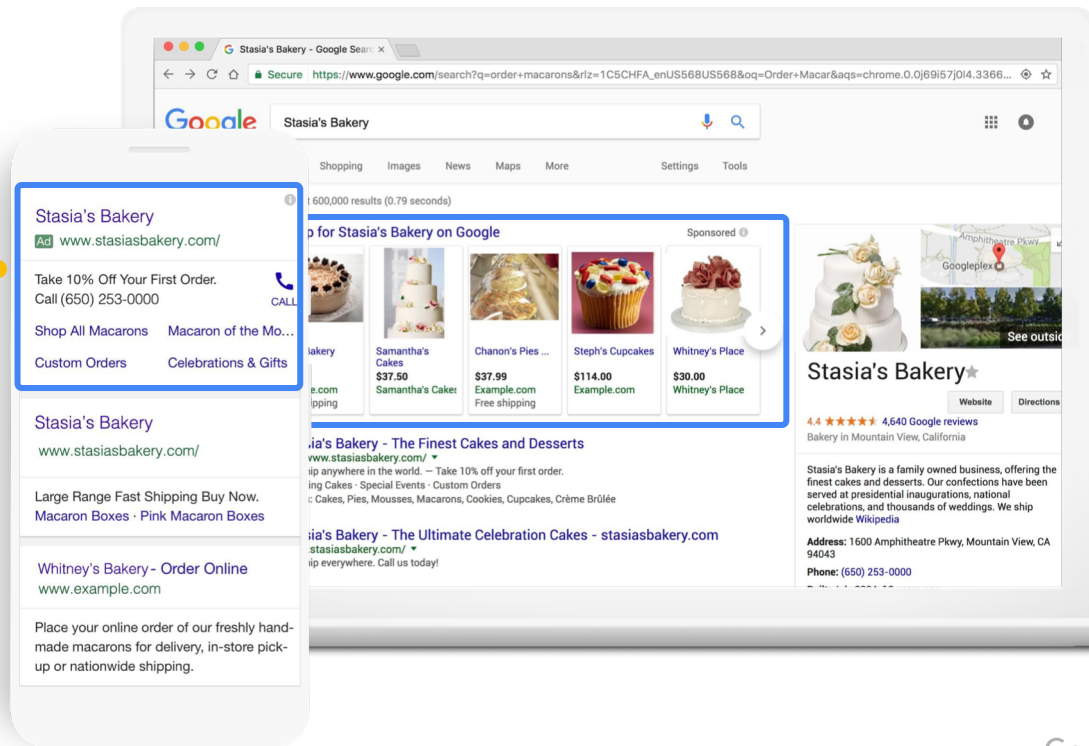 Stasia's Bakery - Google Searc
Secure https://www.google.com/search?q=order+macarons&rlz=1C5CHFA_enUS568US568&oq=Order+Macar&aqs=chrome.0.0j69i57j0l4.3366...
Google
Stasia's Bakery
Shopping Images News Maps More Settings Tools
600,000 results (0.79 seconds)
for Stasia's Bakery on Google
Sponsored
Samantha's
Cakes
$37.50
Samantha's Cakes
Chanon's Pies ...
$37.99
Example.com
Free shipping
Steph's Cupcakes
$114.00
Example.com
Whitney's Place
$30.00
Whitney's Place
Bakery - The Finest Cakes and Desserts
www.stasiasbakery.com/
anywhere in the world. — Take 10% off your first order.
Cakes · Special Events · Custom Orders
Cakes, Pies, Mousses, Macarons, Cookies, Cupcakes, Crème Brûlée
Bakery - The Ultimate Celebration Cakes - stasiasbakery.com
.stasiasbakery.com/
everywhere. Call us today!
Amphitheatre Pkwy
Googleplex
See outsid
Stasia's Bakery
Website
Directions
4.4 4,640 Google reviews
Bakery in Mountain View, California
Stasia's Bakery is a family owned business, offering the
finest cakes and desserts. Our confections have been
served at presidential inaugurations, national
celebrations, and thousands of weddings. We ship
worldwide Wikipedia
Address: 1600 Amphitheatre Pkwy, Mountain View, CA
94043
Phone: (650) 253-0000
Stasia's Bakery
Ad www.stasiasbakery.com/
Take 10% Off Your First Order.
Call (650) 253-0000
CALL
Shop All Macarons Macaron of the Mo...
Custom Orders Celebrations & Gifts
Stasia's Bakery
www.stasiasbakery.com/
Large Range Fast Shipping Buy Now.
Macaron Boxes · Pink Macaron Boxes
Whitney's Bakery - Order Online
www.example.com
Place your online order of our freshly hand-
made macarons for delivery, in-store pick-
up or nationwide shipping.